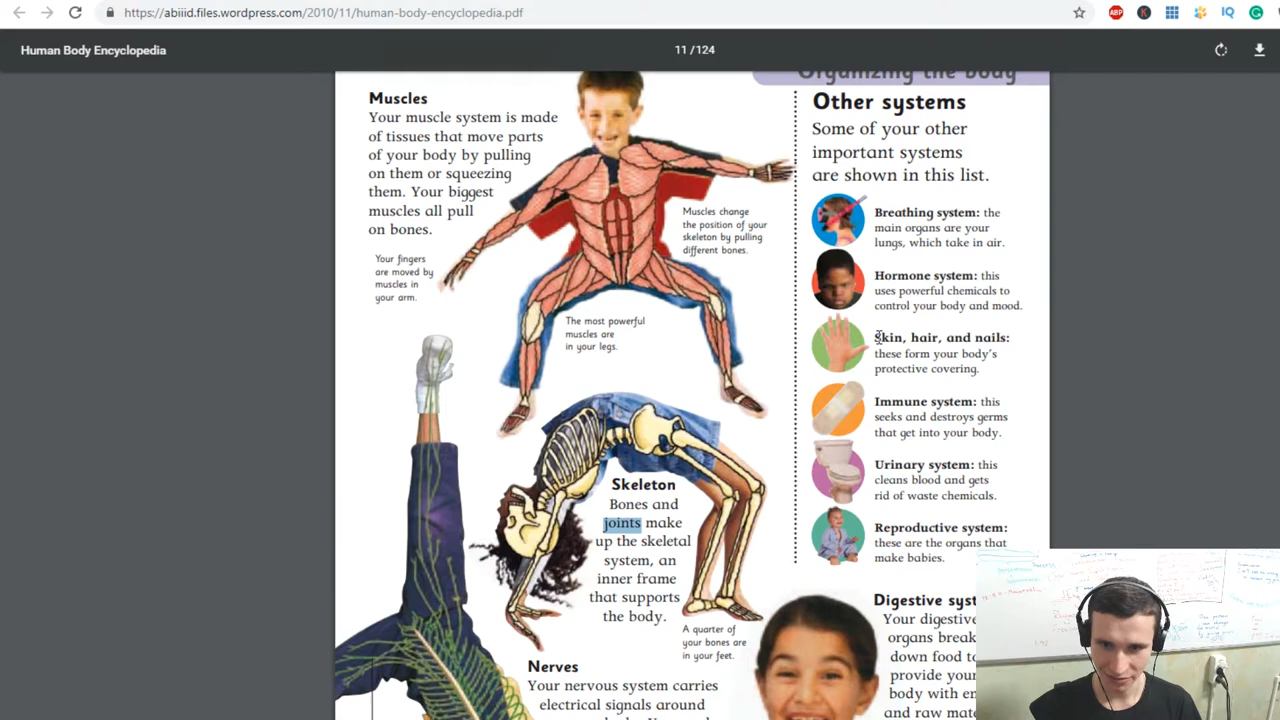 https://abiiid.files.wordpress.com/2010/11/human-body-encyclopedia.pdf
ABP
K
IQ
G
Human Body Encyclopedia
11 / 124
Organizing the body
Muscles
Your muscle system is made
of tissues that move parts
of your body by pulling
on them or squeezing
them. Your biggest
muscles all pull
on bones.
Your fingers
are moved by
muscles in
your arm.
Muscles change
the position of your
skeleton by pulling
different bones.
The most powerful
muscles are
in your legs.
Skeleton
Bones and
joints make
up the skeletal
system, an
inner frame
that supports
the body.
A quarter of
your bones are
in your feet.
Nerves
Your nervous system carries
electrical signals around
Other systems
Some of your other
important systems
are shown in this list.
Breathing system: the
main organs are your
lungs, which take in air.
Hormone system: this
uses powerful chemicals to
control your body and mood.
Skin, hair, and nails:
these form your body's
protective covering.
Immune system: this
seeks and destroys germs
that get into your body.
Urinary system: this
cleans blood and gets
rid of waste chemicals.
Reproductive system:
these are the organs that
make babies.
Digestive syst
Your digestive
organs break
down food to
provide your
body with en
and raw mate